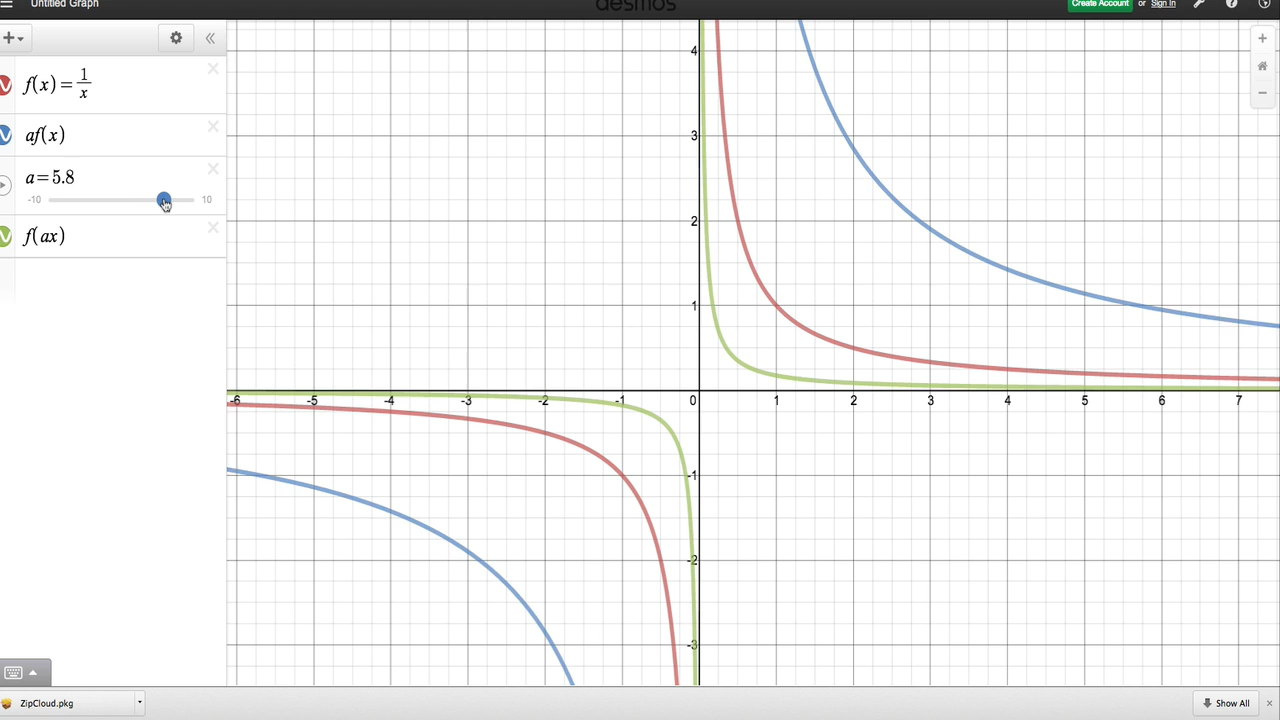 Untitled Graph
desmos
Create Account or Sign In
f(x) = 1/x
af(x)
a = 5.8
-10 10
f(ax)
4
3
2
1
-6 -5 -4 -3 -2 -1 0 1 2 3 4 5 6 7
-1
-2
-3
ZipCloud.pkg
Show All